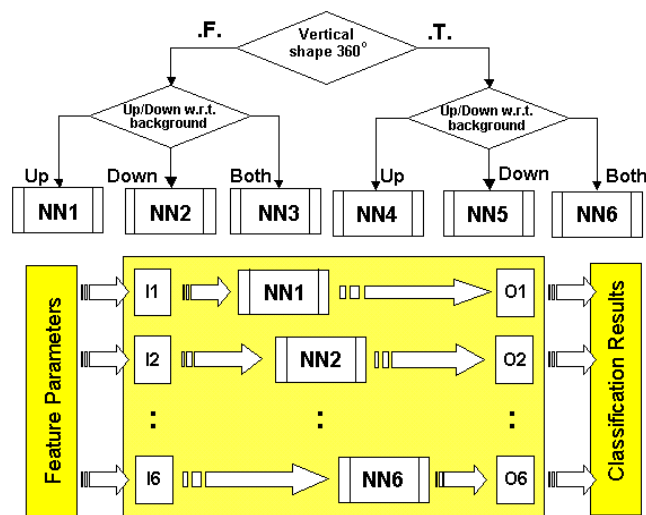 .F.
Vertical
shape 360°
.T.
Up/Down w.r.t.
background
Up/Down w.r.t.
background
Up
Down
Both
Up
Down
Both
NN1
NN2
NN3
NN4
NN5
NN6
Feature Parameters
I1
NN1
O1
I2
NN2
O2
:
:
:
I6
NN6
O6
Classification Results